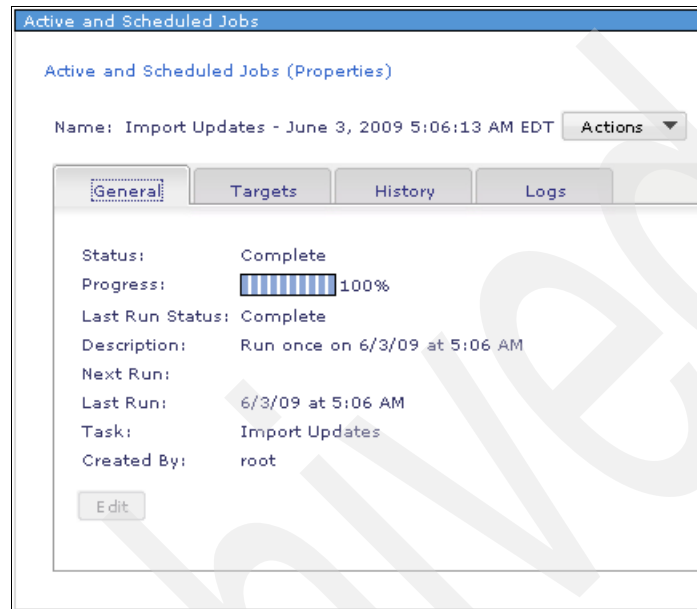 Active and Scheduled Jobs
Active and Scheduled Jobs (Properties)
Name: Import Updates - June 3, 2009 5:06:13 AM EDT Actions
General Targets History Logs
Status: Complete
Progress: 100%
Last Run Status: Complete
Description: Run once on 6/3/09 at 5:06 AM
Next Run:
Last Run: 6/3/09 at 5:06 AM
Task: Import Updates
Created By: root
Edit